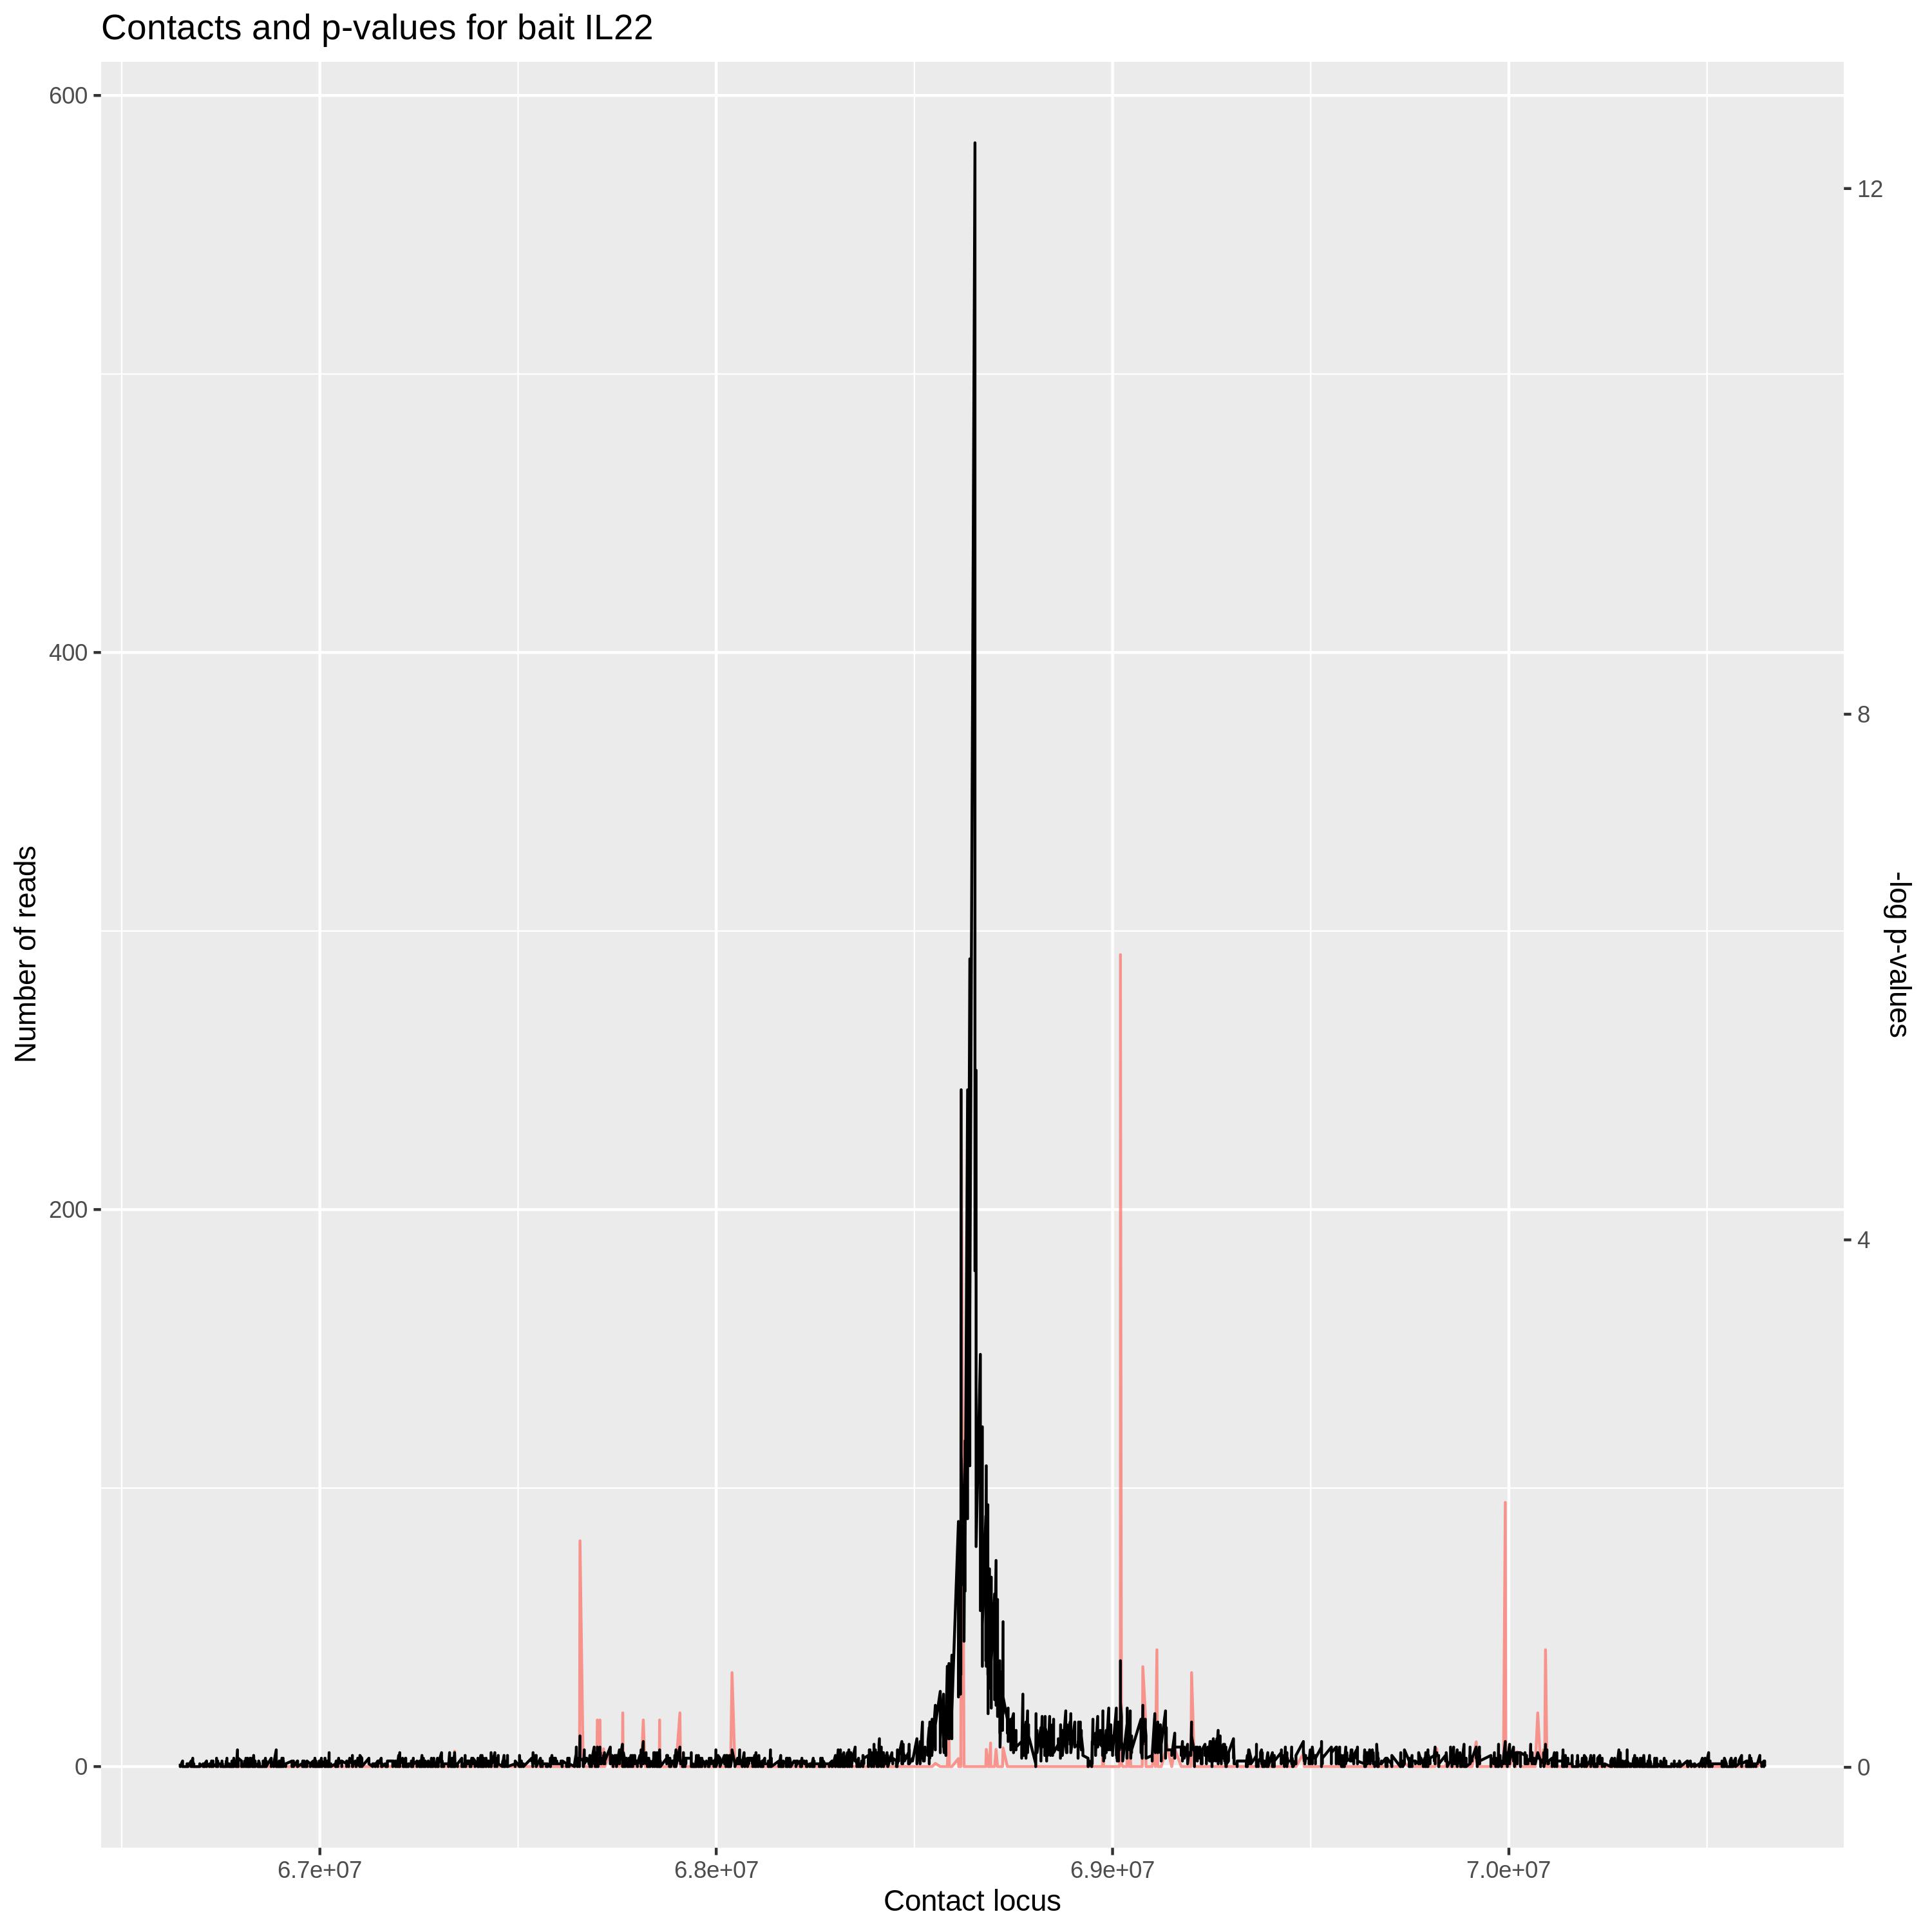 Contacts and p-values for bait IL22
600
400
200
0
Number of reads
12
8
4
0
-log p-values
6.7e+07
6.8e+07
6.9e+07
7.0e+07
Contact locus